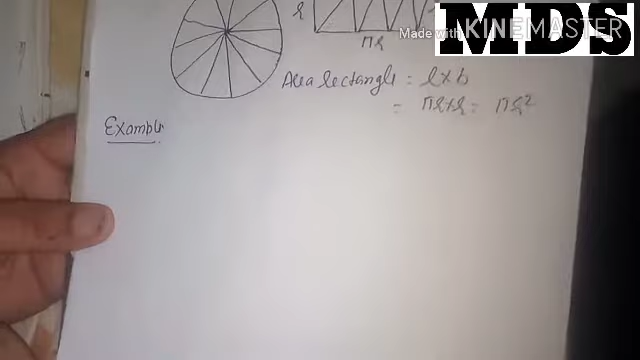 MDS
Made with KINEMASTER
r
πr
Area rectangle = l×b
= πr×r = πr²
Example